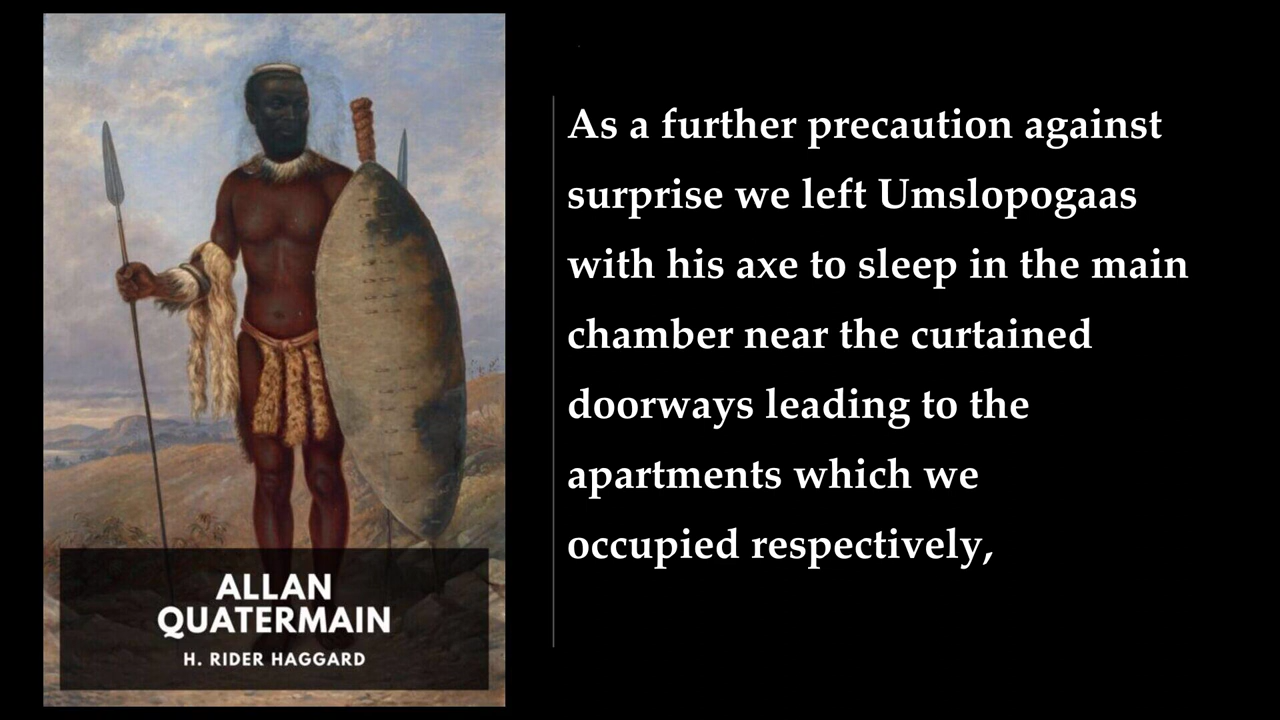 ALLAN
QUATERMAIN
H. RIDER HAGGARD
As a further precaution against
surprise we left Umslopogaas
with his axe to sleep in the main
chamber near the curtained
doorways leading to the
apartments which we
occupied respectively,